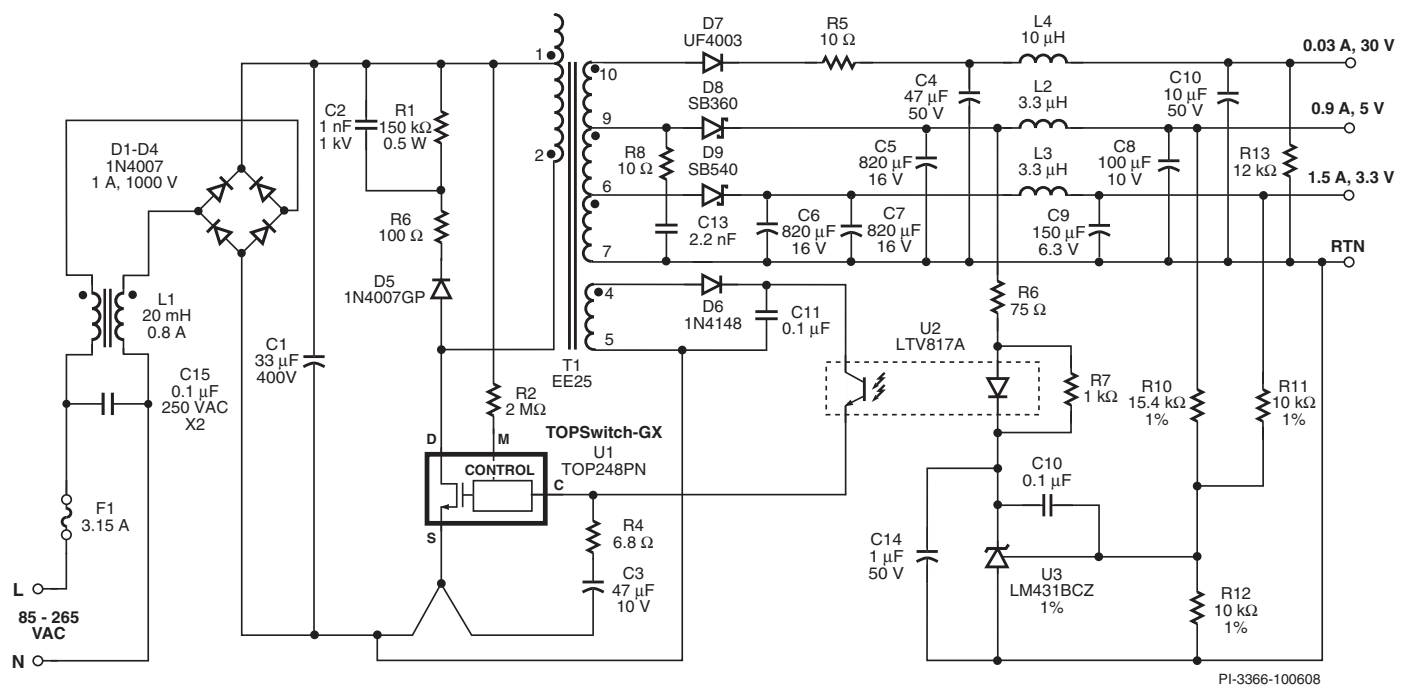 D7
UF4003
R5
10 Ω
L4
10 μH
0.03 A, 30 V
1
10
C2
1 nF
1 kV
R1
150 kΩ
0.5 W
D8
SB360
C4
47 μF
50 V
L2
3.3 μH
C10
10 μF
50 V
0.9 A, 5 V
9
D1-D4
1N4007
1 A, 1000 V
2
R8
10 Ω
D9
SB540
C5
820 μF
16 V
L3
3.3 μH
C8
100 μF
10 V
R13
12 kΩ
1.5 A, 3.3 V
6
R6
100 Ω
C13
2.2 nF
C6
820 μF
16 V
C7
820 μF
16 V
C9
150 μF
6.3 V
RTN
7
D5
1N4007GP
4
D6
1N4148
C11
0.1 μF
R6
75 Ω
L1
20 mH
0.8 A
5
U2
LTV817A
C1
33 μF
400V
T1
EE25
C15
0.1 μF
250 VAC
X2
R2
2 MΩ
R7
1 kΩ
R10
15.4 kΩ
1%
R11
10 kΩ
1%
D
M
TOPSwitch-GX
U1
TOP248PN
CONTROL
C
C10
0.1 μF
F1
3.15 A
S
R4
6.8 Ω
C14
1 μF
50 V
C3
47 μF
10 V
U3
LM431BCZ
1%
R12
10 kΩ
1%
L
85 - 265
VAC
N
PI-3366-100608